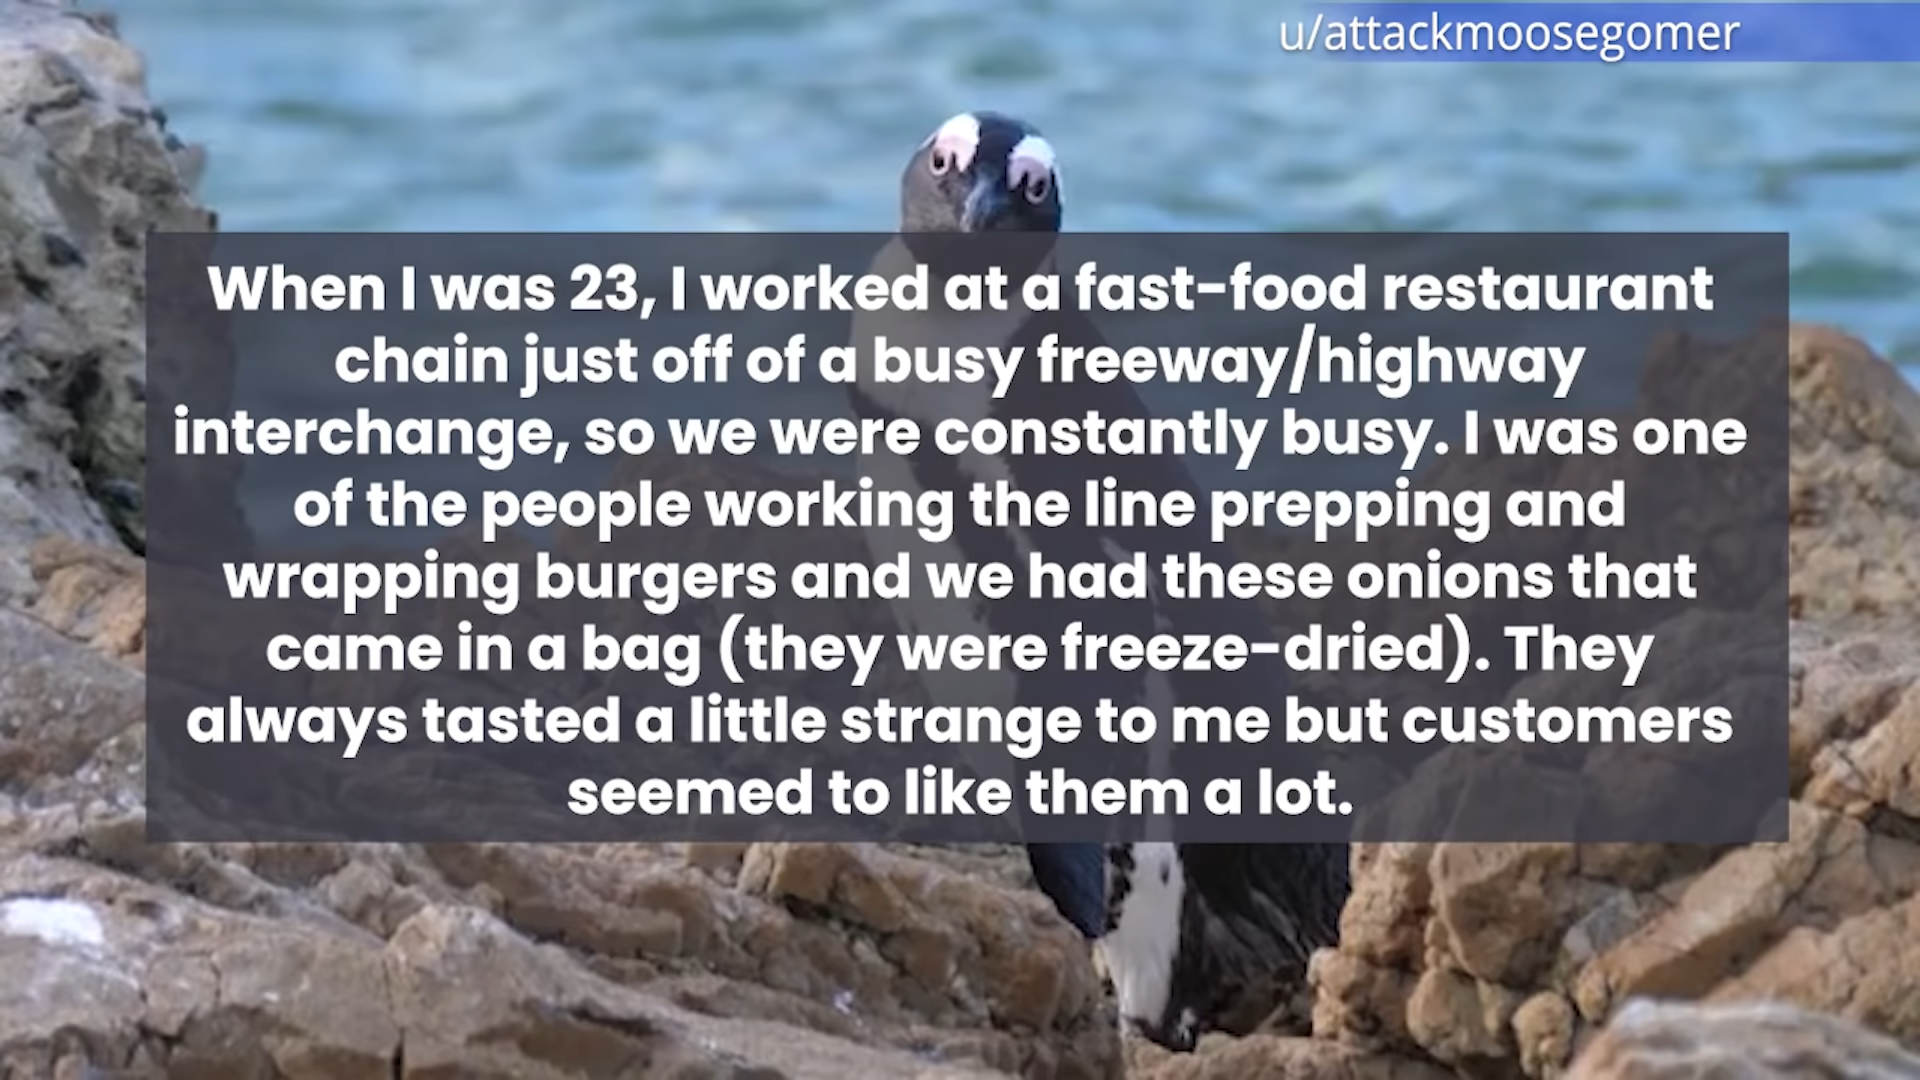 u/attackmoosegomer
When I was 23, I worked at a fast-food restaurant
chain just off of a busy freeway/highway
interchange, so we were constantly busy. I was one
of the people working the line prepping and
wrapping burgers and we had these onions that
came in a bag (they were freeze-dried). They
always tasted a little strange to me but customers
seemed to like them a lot.